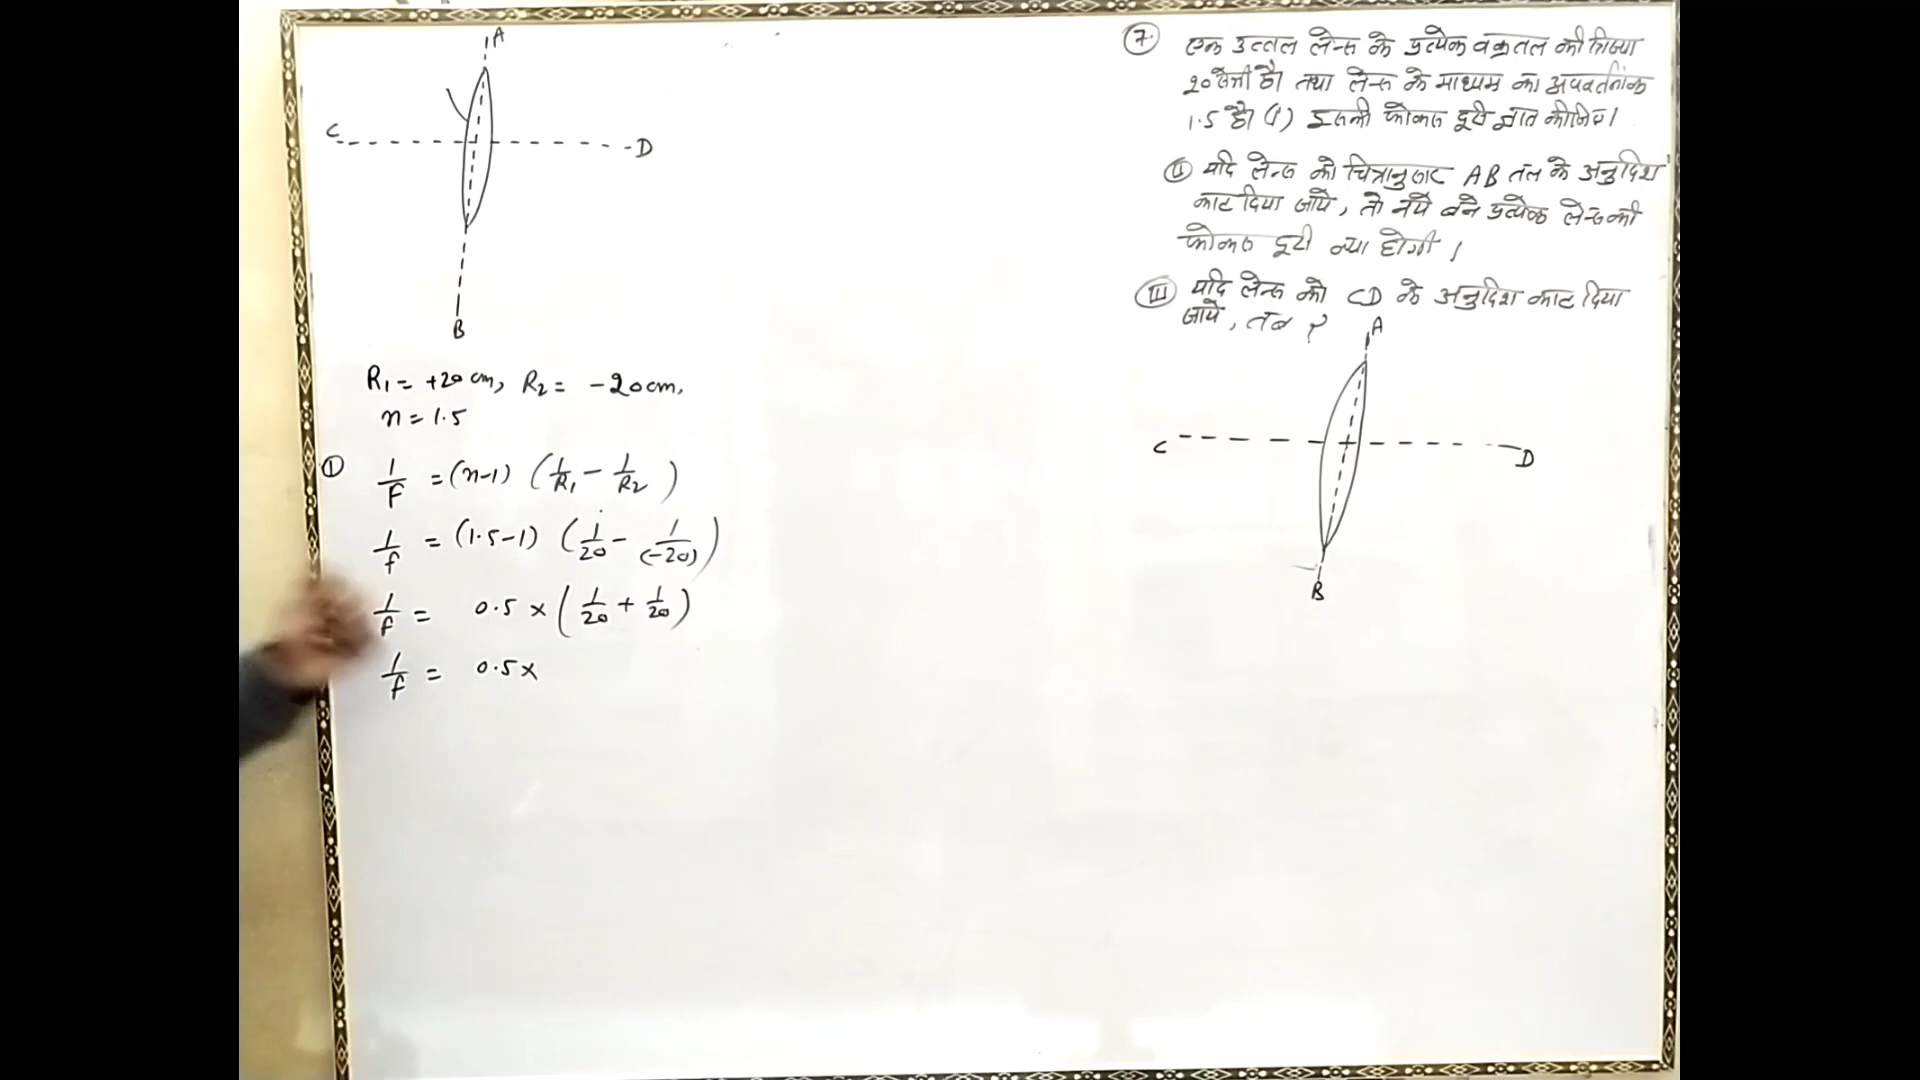 A
C
D
B
R₁ = +20 cm, R₂ = -20 cm,
n = 1.5
① 1/F = (n-1) (1/R₁ - 1/R₂)
1/f = (1.5-1) (1/20 - 1/(-20))
1/f = 0.5 × (1/20 + 1/20)
1/f = 0.5 ×
⑦ एक उत्तल लेन्स के प्रत्येक वक्रतल की त्रिज्या
20 सेमी है। तथा लेन्स के माध्यम का अपवर्तनांक
1.5 है। (i) इसकी फोकस दूरी ज्ञात कीजिए।
(II) यदि लेन्स को चित्रानुसार AB तल के अनुदिश
काट दिया जाये, तो नये बने प्रत्येक लेन्स की
फोकस दूरी क्या होगी।
(III) यदि लेन्स को CD के अनुदिश काट दिया
जाये, तब ?
A
C
D
B